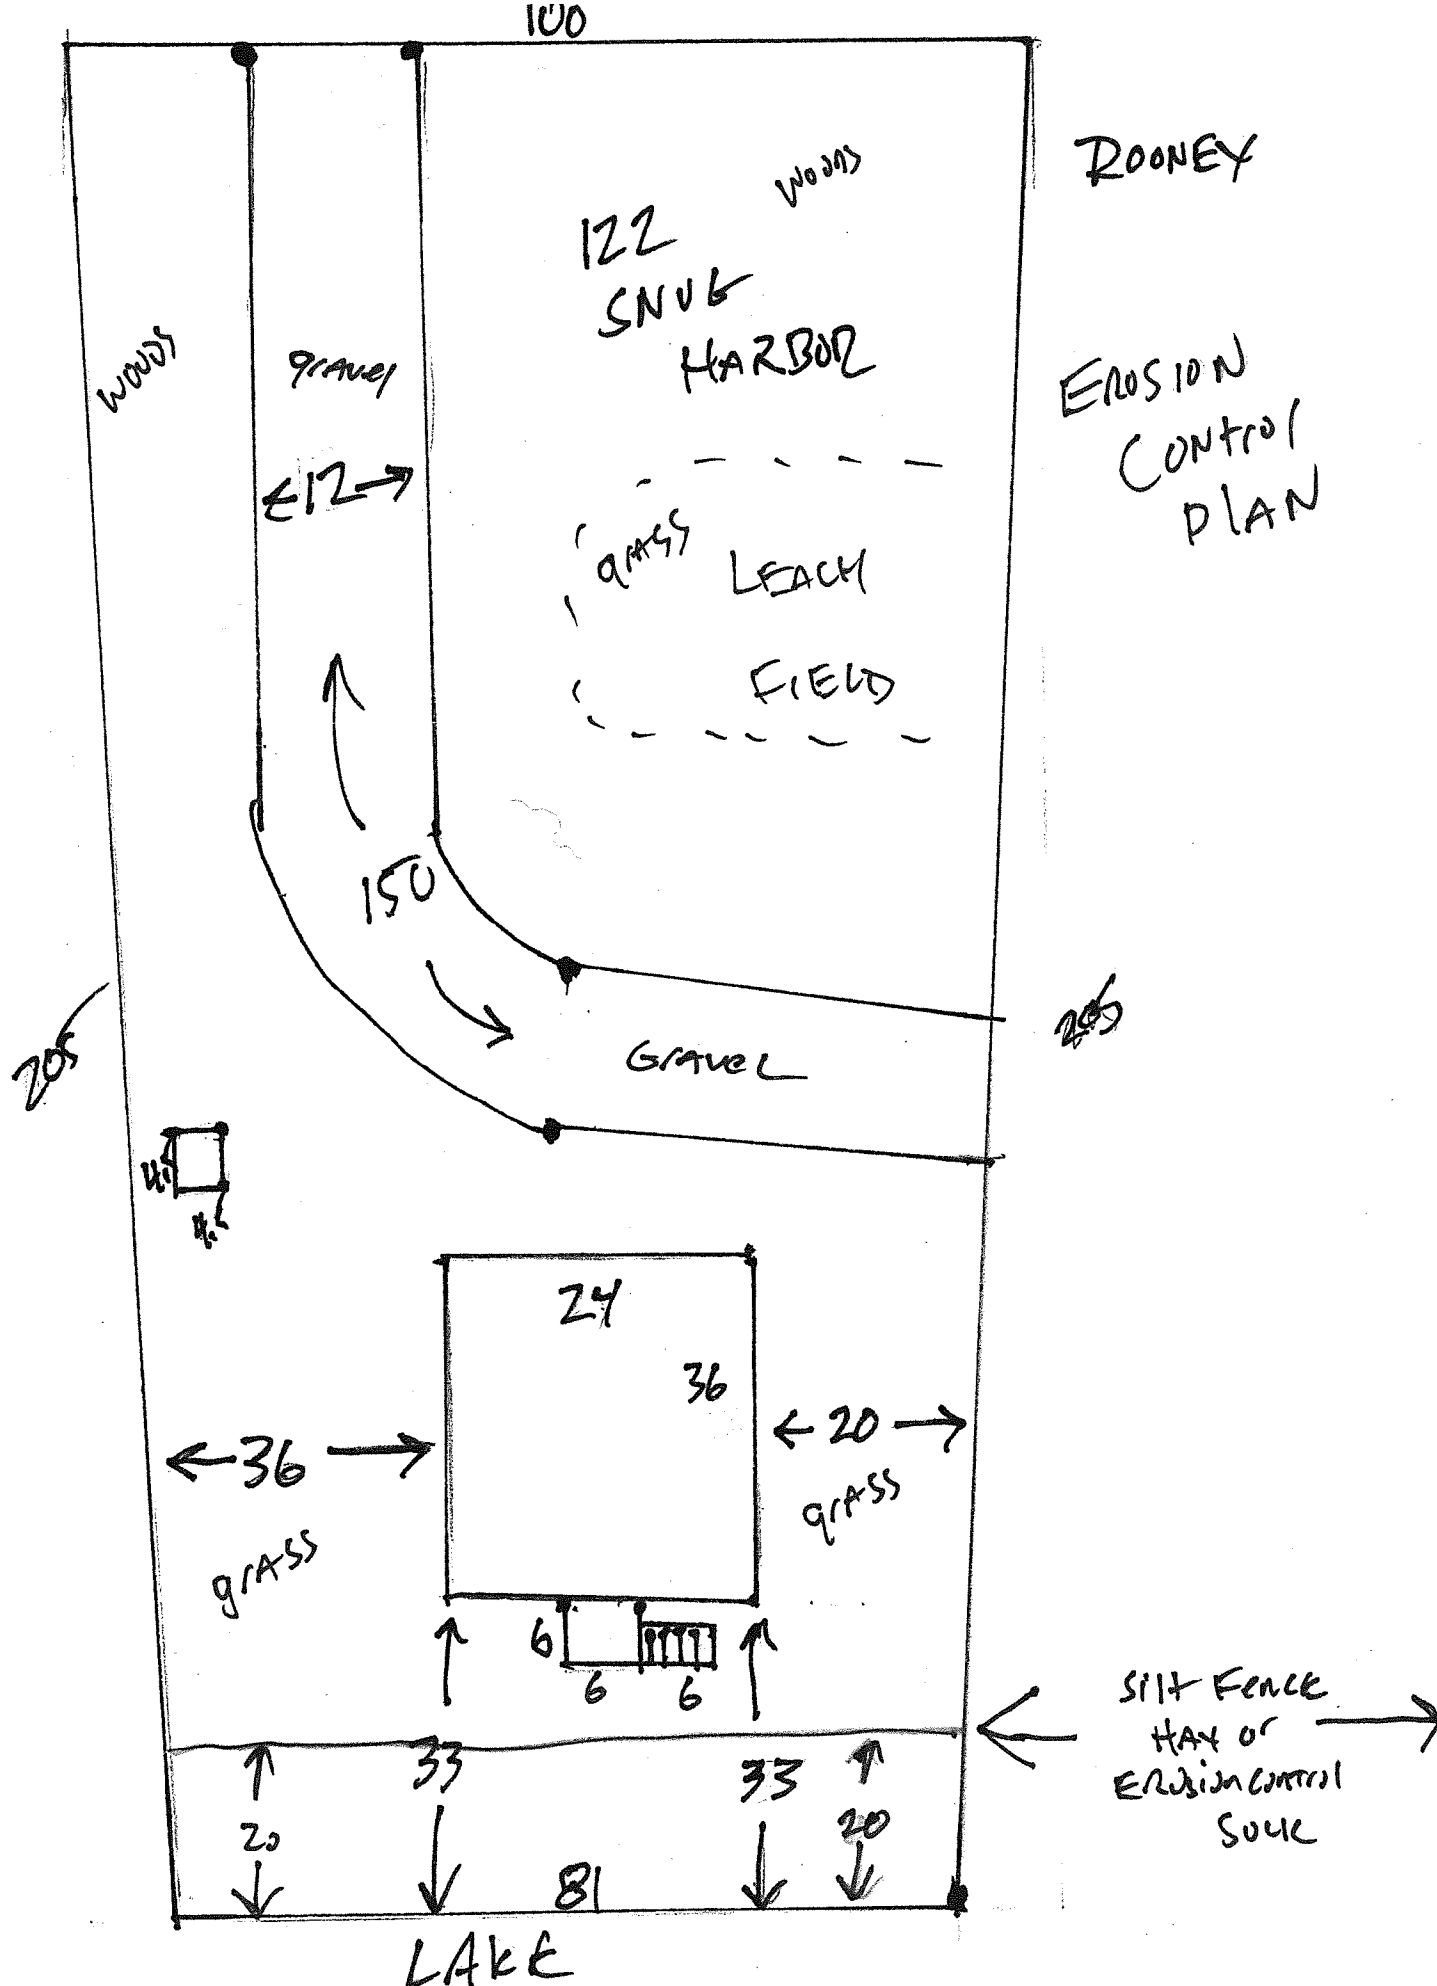 100
ROONEY
woods
122
SNUG
HARBOR
woods
gravel
EROSION
CONTrol
PlAN
12
grASS
LEACH
FIELD
150
205
205
GrAVEL
4.
4.
24
36
36
20
grASS
grASS
6
6
6
Silt FENCE
HAY or
EROSION CONTROL
SOCK
33
33
20
20
81
LAKE